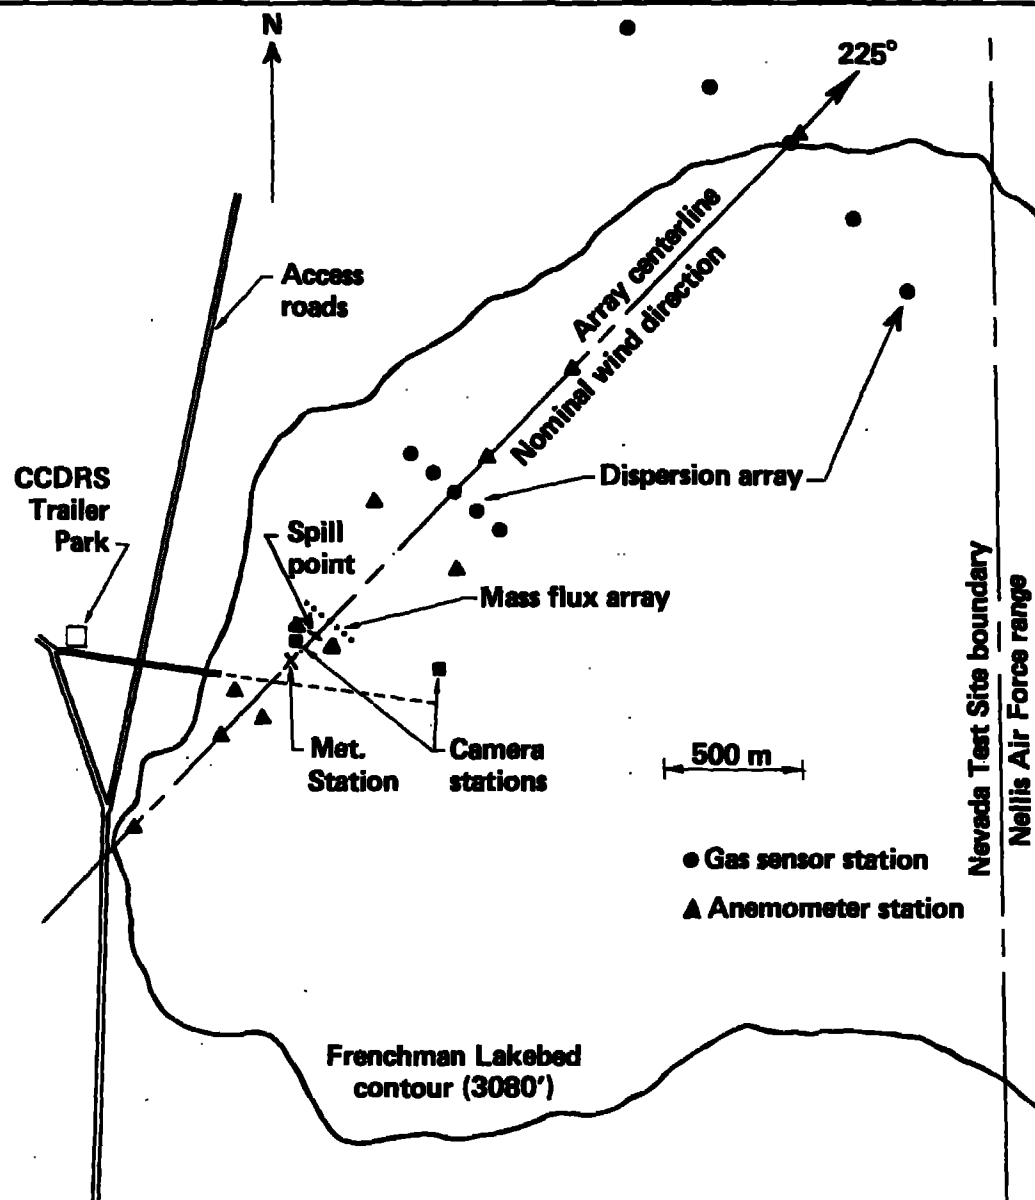 N
225°
Array centerline
Nominal wind direction
Access
roads
CCDRS
Trailer
Park
Dispersion array
Spill
point
Mass flux array
X
Met.
Station
Camera
stations
500 m
Nevada Test Site boundary
Nellis Air Force range
Gas sensor station
Anemometer station
Frenchman Lakebed
contour (3080')